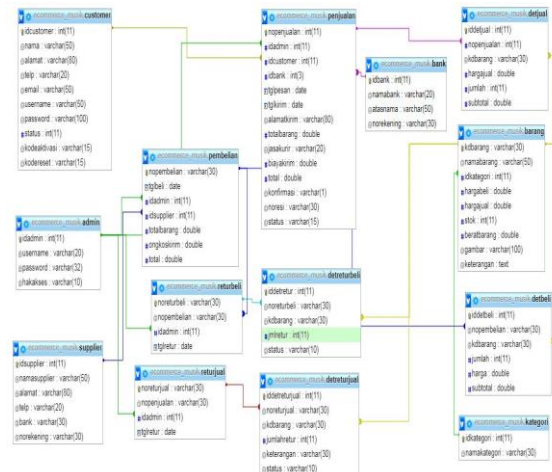 ecommerce_musik customer
idcustomer : int(11)
nama : varchar(50)
alamat : varchar(80)
telp : varchar(20)
email : varchar(50)
username : varchar(50)
password : varchar(100)
status : int(11)
kodeaktivasi : varchar(15)
kodereset : varchar(15)
ecommerce_musik admin
idadmin : int(11)
username : varchar(20)
password : varchar(32)
hakakses : varchar(10)
ecommerce_musik supplier
idsupplier : int(11)
namasupplier : varchar(50)
alamat : varchar(80)
telp : varchar(20)
bank : varchar(30)
norekening : varchar(30)
ecommerce_musik pembelian
nopembelian : varchar(30)
tglbeli : date
idadmin : int(11)
idsupplier : int(11)
totalbarang : double
ongkoskirim : double
total : double
ecommerce_musik returbeli
noreturbeli : varchar(30)
nopembelian : varchar(30)
idadmin : int(11)
tglretur : date
ecommerce_musik returjual
noreturjual : varchar(30)
nopenjualan : varchar(30)
idadmin : int(11)
tglretur : date
ecommerce_musik penjualan
nopenjualan : int(11)
idadmin : int(11)
idcustomer : int(11)
idbank : int(3)
tglpesan : date
tglkirim : date
alamatkirim : varchar(80)
totalbarang : double
jasakurir : varchar(20)
biayakirim : double
total : double
konfirmasi : varchar(1)
noresi : varchar(30)
status : varchar(15)
ecommerce_musik detreturbeli
iddetretur : int(11)
noreturbeli : varchar(30)
kdbarang : varchar(30)
jmlretur : int(11)
status : varchar(10)
ecommerce_musik detreturjual
iddetreturjual : int(11)
noreturjual : varchar(30)
kdbarang : varchar(30)
jumlahretur : int(11)
keterangan : varchar(30)
status : varchar(10)
ecommerce_musik bank
idbank : int(11)
namabank : varchar(20)
atasnama : varchar(50)
norekening : varchar(30)
ecommerce_musik detjual
iddetjual : int(11)
nopenjualan : int(11)
kdbarang : varchar(30)
hargajual : double
jumlah : int(11)
subtotal : double
ecommerce_musik barang
kdbarang : varchar(30)
namabarang : varchar(50)
idkategori : int(11)
hargabeli : double
hargajual : double
stok : int(11)
beratbarang : double
gambar : varchar(100)
keterangan : text
ecommerce_musik detbeli
iddetbeli : int(11)
nopembelian : varchar(30)
kdbarang : varchar(30)
jumlah : int(11)
harga : double
subtotal : double
ecommerce_musik kategori
idkategori : int(11)
namakategori : varchar(30)